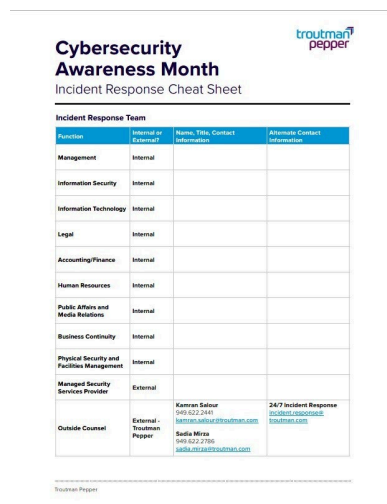 troutman
pepper
Cybersecurity
Awareness Month
Incident Response Cheat Sheet
Incident Response Team
Function
Internal or
External?
Name, Title, Contact
Information
Alternate Contact
Information
Management
Internal
Information Security
Internal
Information Technology
Internal
Legal
Internal
Accounting/Finance
Internal
Human Resources
Internal
Public Affairs and
Media Relations
Internal
Business Continuity
Internal
Physical Security and
Facilities Management
Internal
Managed Security
Services Provider
External
Outside Counsel
External -
Troutman
Pepper
Kamran Salour
949.622.2441
kamran.salour@troutman.com
Sadia Mirza
949.622.2786
sadia.mirza@troutman.com
24/7 Incident Response
incident.response@
troutman.com
Troutman Pepper